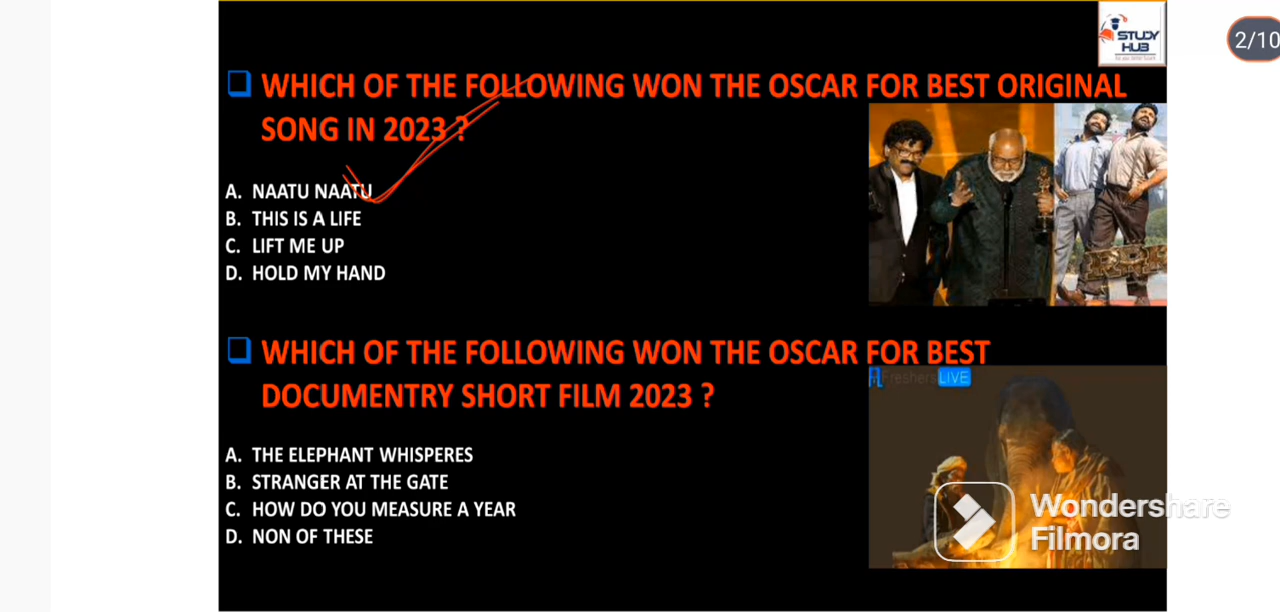 STUDY
HUB
2/10
WHICH OF THE FOLLOWING WON THE OSCAR FOR BEST ORIGINAL
SONG IN 2023 ?
A. NAATU NAATU
B. THIS IS A LIFE
C. LIFT ME UP
D. HOLD MY HAND
RRR
WHICH OF THE FOLLOWING WON THE OSCAR FOR BEST
DOCUMENTRY SHORT FILM 2023 ?
FreshersLIVE
A. THE ELEPHANT WHISPERES
B. STRANGER AT THE GATE
C. HOW DO YOU MEASURE A YEAR
D. NON OF THESE
Wondershare
Filmora